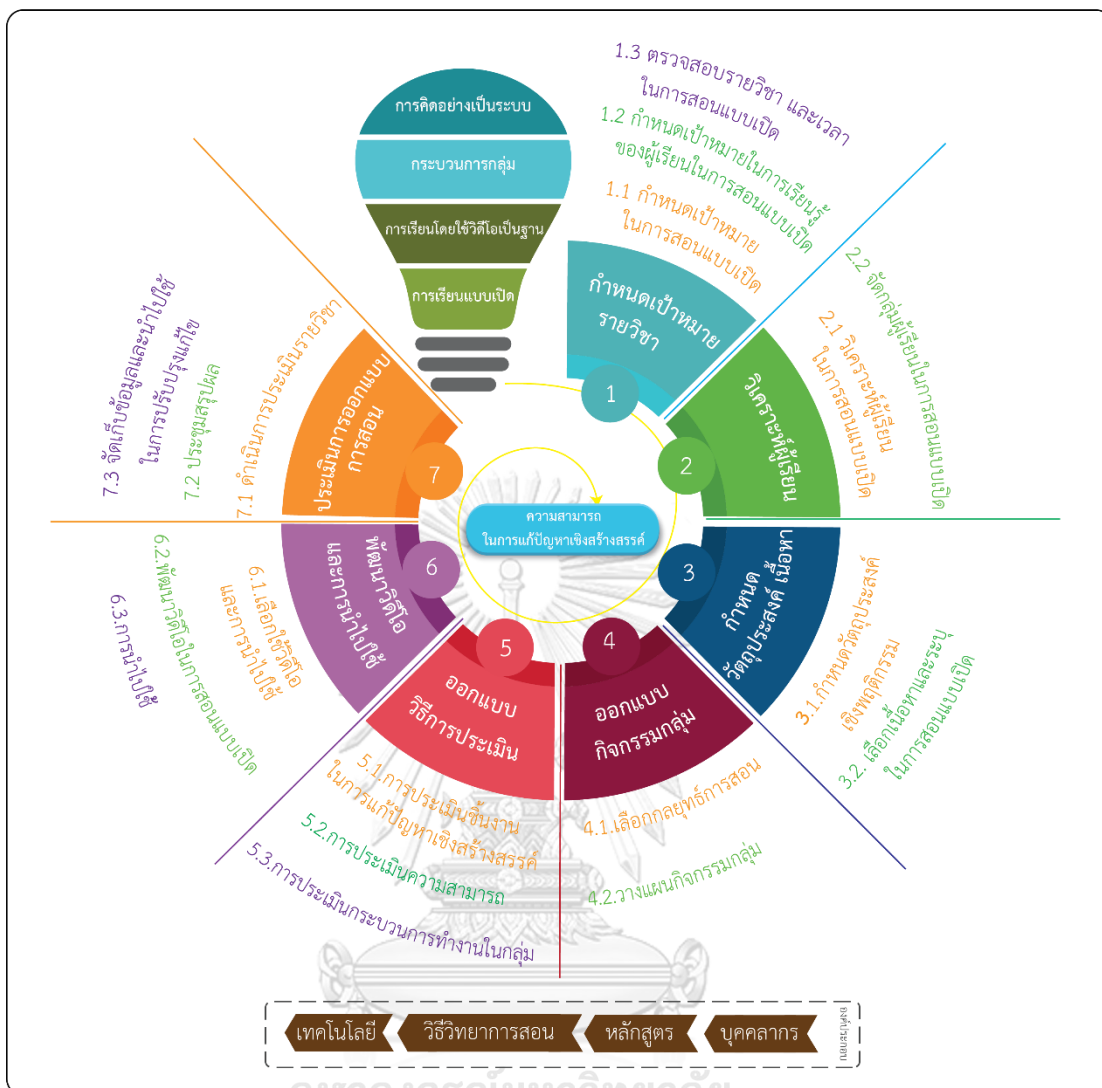 การคิดอย่างเป็นระบบ
กระบวนการกลุ่ม
การเรียนโดยใช้วิดีโอเป็นฐาน
การเรียนแบบเปิด
1.3 ตรวจสอบรายวิชา และเวลา
ในการสอนแบบเปิด
1.2 กำหนดเป้าหมายในการเรียนรู้
ของผู้เรียนในการสอนแบบเปิด
1.1 กำหนดเป้าหมาย
ในการสอนแบบเปิด
กำหนดเป้าหมาย
รายวิชา
1
2.2 จัดกลุ่มผู้เรียนในการสอนแบบเปิด
2.1 วิเคราะห์ผู้เรียน
ในการสอนแบบเปิด
วิเคราะห์ผู้เรียน
2
กำหนด
วัตถุประสงค์ เนื้อหา
3
3.1.กำหนดวัตถุประสงค์
เชิงพฤติกรรม
3.2. เลือกเนื้อหาและระบุ
ในการสอนแบบเปิด
4
ออกแบบ
กิจกรรมกลุ่ม
4.1.เลือกกลยุทธ์การสอน
4.2.วางแผนกิจกรรมกลุ่ม
5
ออกแบบ
วิธีการประเมิน
5.1.การประเมินชิ้นงาน
ในการแก้ปัญหาเชิงสร้างสรรค์
5.2.การประเมินความสามารถ
5.3.การประเมินกระบวนการทำงานในกลุ่ม
6
พัฒนาวิดีโอ
และการนำไปใช้
6.1.เลือกใช้วิดีโอ
และการนำไปใช้
6.2.พัฒนาวิดีโอในการสอนแบบเปิด
6.3.การนำไปใช้
7
ประเมินการออกแบบ
การสอน
7.1 ดำเนินการประเมินรายวิชา
7.2 ประชุมสรุปผล
7.3 จัดเก็บข้อมูลและนำไปใช้
ในการปรับปรุงแก้ไข
ความสามารถ
ในการแก้ปัญหาเชิงสร้างสรรค์
เทคโนโลยี
วิธีวิทยาการสอน
หลักสูตร
บุคคลากร
องค์ประกอบ
จุฬาลงกรณ์มหาวิทยาลัย